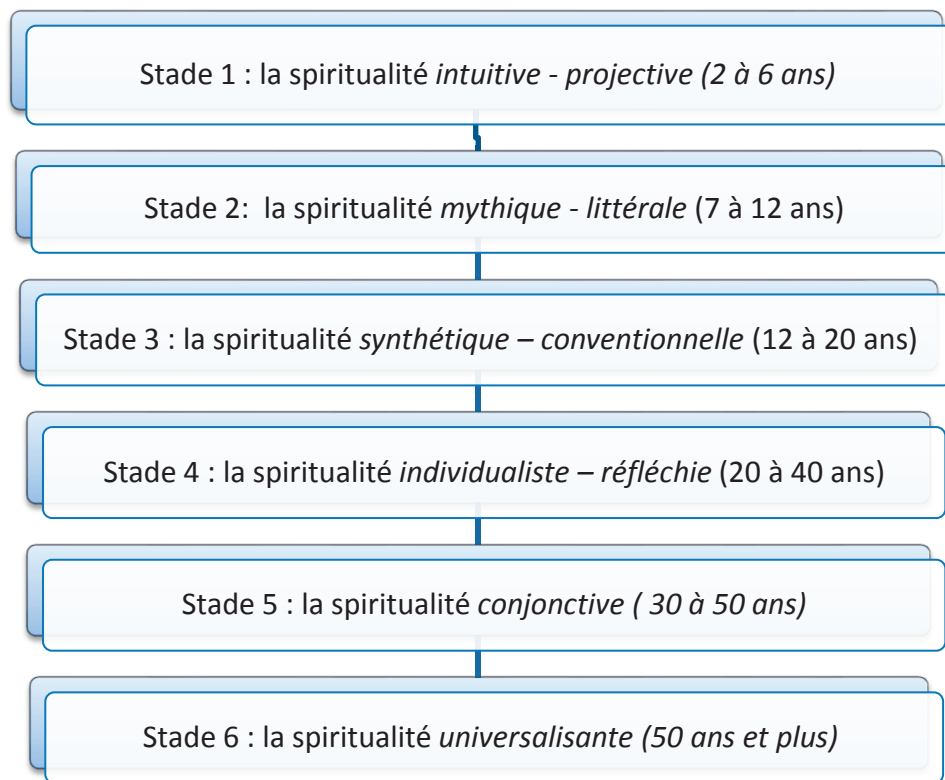 Stade 1 : la spiritualité intuitive - projective (2 à 6 ans)
Stade 2:  la spiritualité mythique - littérale (7 à 12 ans)
Stade 3 : la spiritualité synthétique – conventionnelle (12 à 20 ans)
Stade 4 : la spiritualité individualiste – réfléchie (20 à 40 ans)
Stade 5 : la spiritualité conjonctive ( 30 à 50 ans)
Stade 6 : la spiritualité universalisante (50 ans et plus)